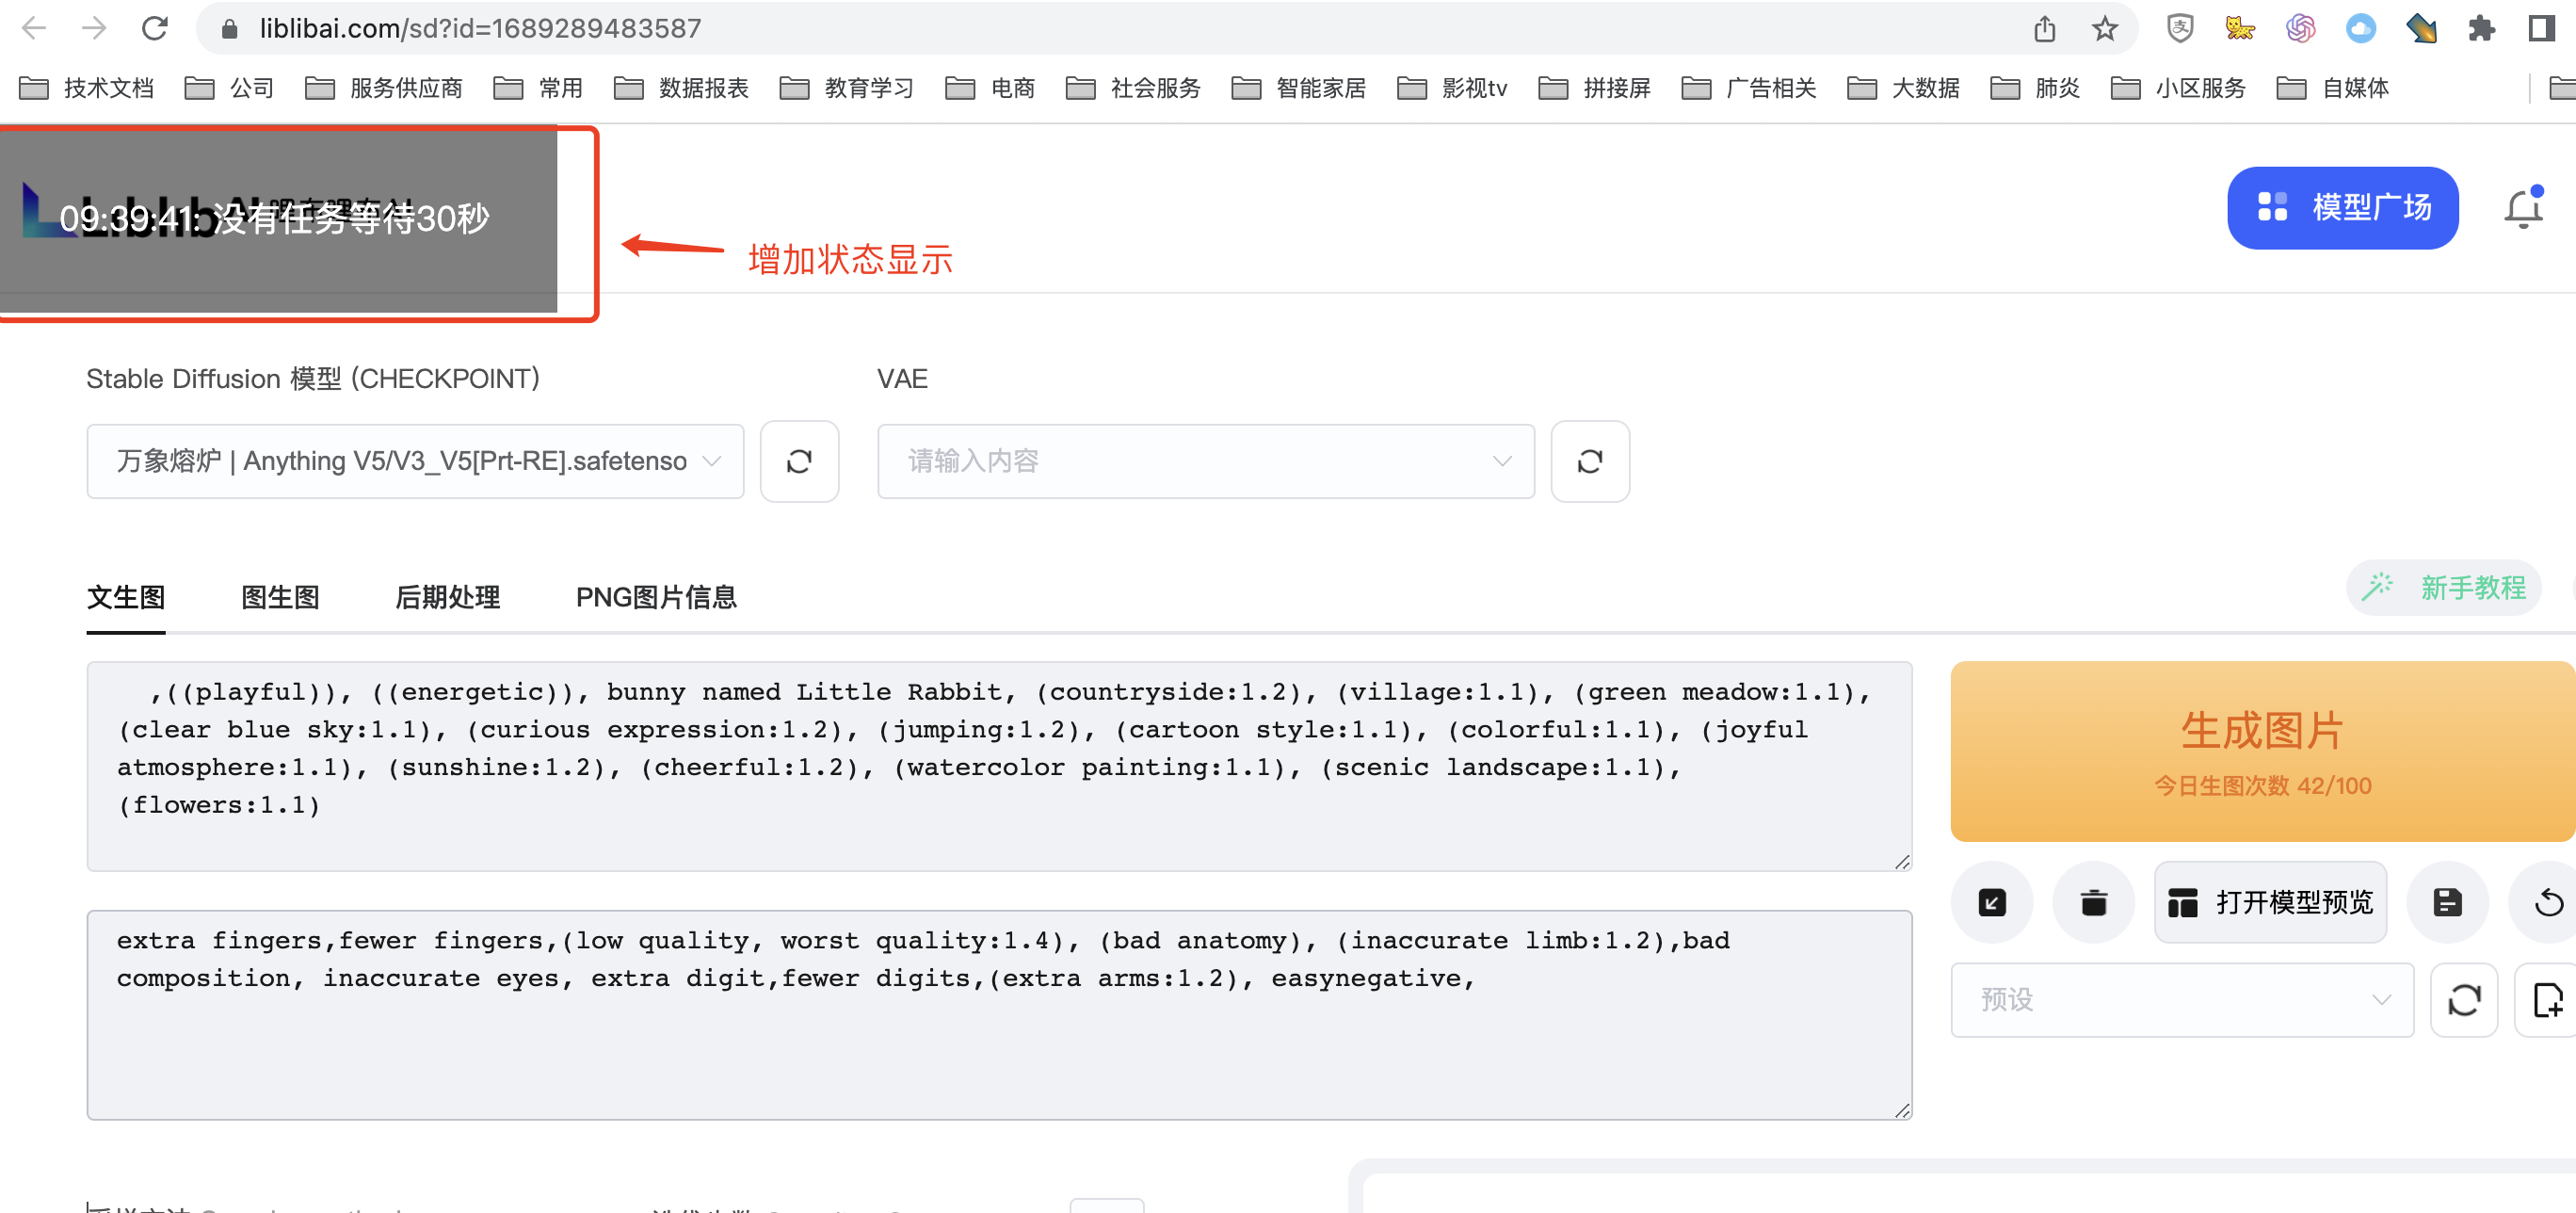 liblibai.com/sd?id=1689289483587
技术文档 公司 服务供应商 常用 数据报表 教育学习 电商 社会服务 智能家居 影视tv 拼接屏 广告相关 大数据 肺炎 小区服务 自媒体
09:39:41: 没有任务等待30秒
增加状态显示
模型广场
Stable Diffusion 模型 (CHECKPOINT) VAE
万象熔炉 | Anything V5/V3_V5[Prt-RE].safetenso 请输入内容
文生图 图生图 后期处理 PNG图片信息 新手教程
,((playful)), ((energetic)), bunny named Little Rabbit, (countryside:1.2), (village:1.1), (green meadow:1.1),
(clear blue sky:1.1), (curious expression:1.2), (jumping:1.2), (cartoon style:1.1), (colorful:1.1), (joyful
atmosphere:1.1), (sunshine:1.2), (cheerful:1.2), (watercolor painting:1.1), (scenic landscape:1.1),
(flowers:1.1)
生成图片
今日生图次数 42/100
打开模型预览
extra fingers,fewer fingers,(low quality, worst quality:1.4), (bad anatomy), (inaccurate limb:1.2),bad
composition, inaccurate eyes, extra digit,fewer digits,(extra arms:1.2), easynegative,
预设